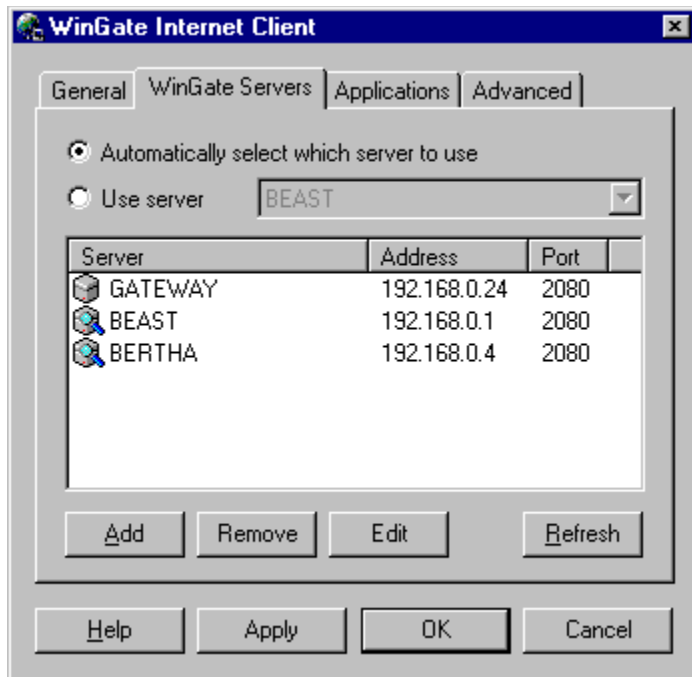 WinGate Internet Client
General WinGate Servers Applications Advanced
Automatically select which server to use
Use server BEAST
Server Address Port
GATEWAY 192.168.0.24 2080
BEAST 192.168.0.1 2080
BERTHA 192.168.0.4 2080
Add Remove Edit Refresh
Help Apply OK Cancel